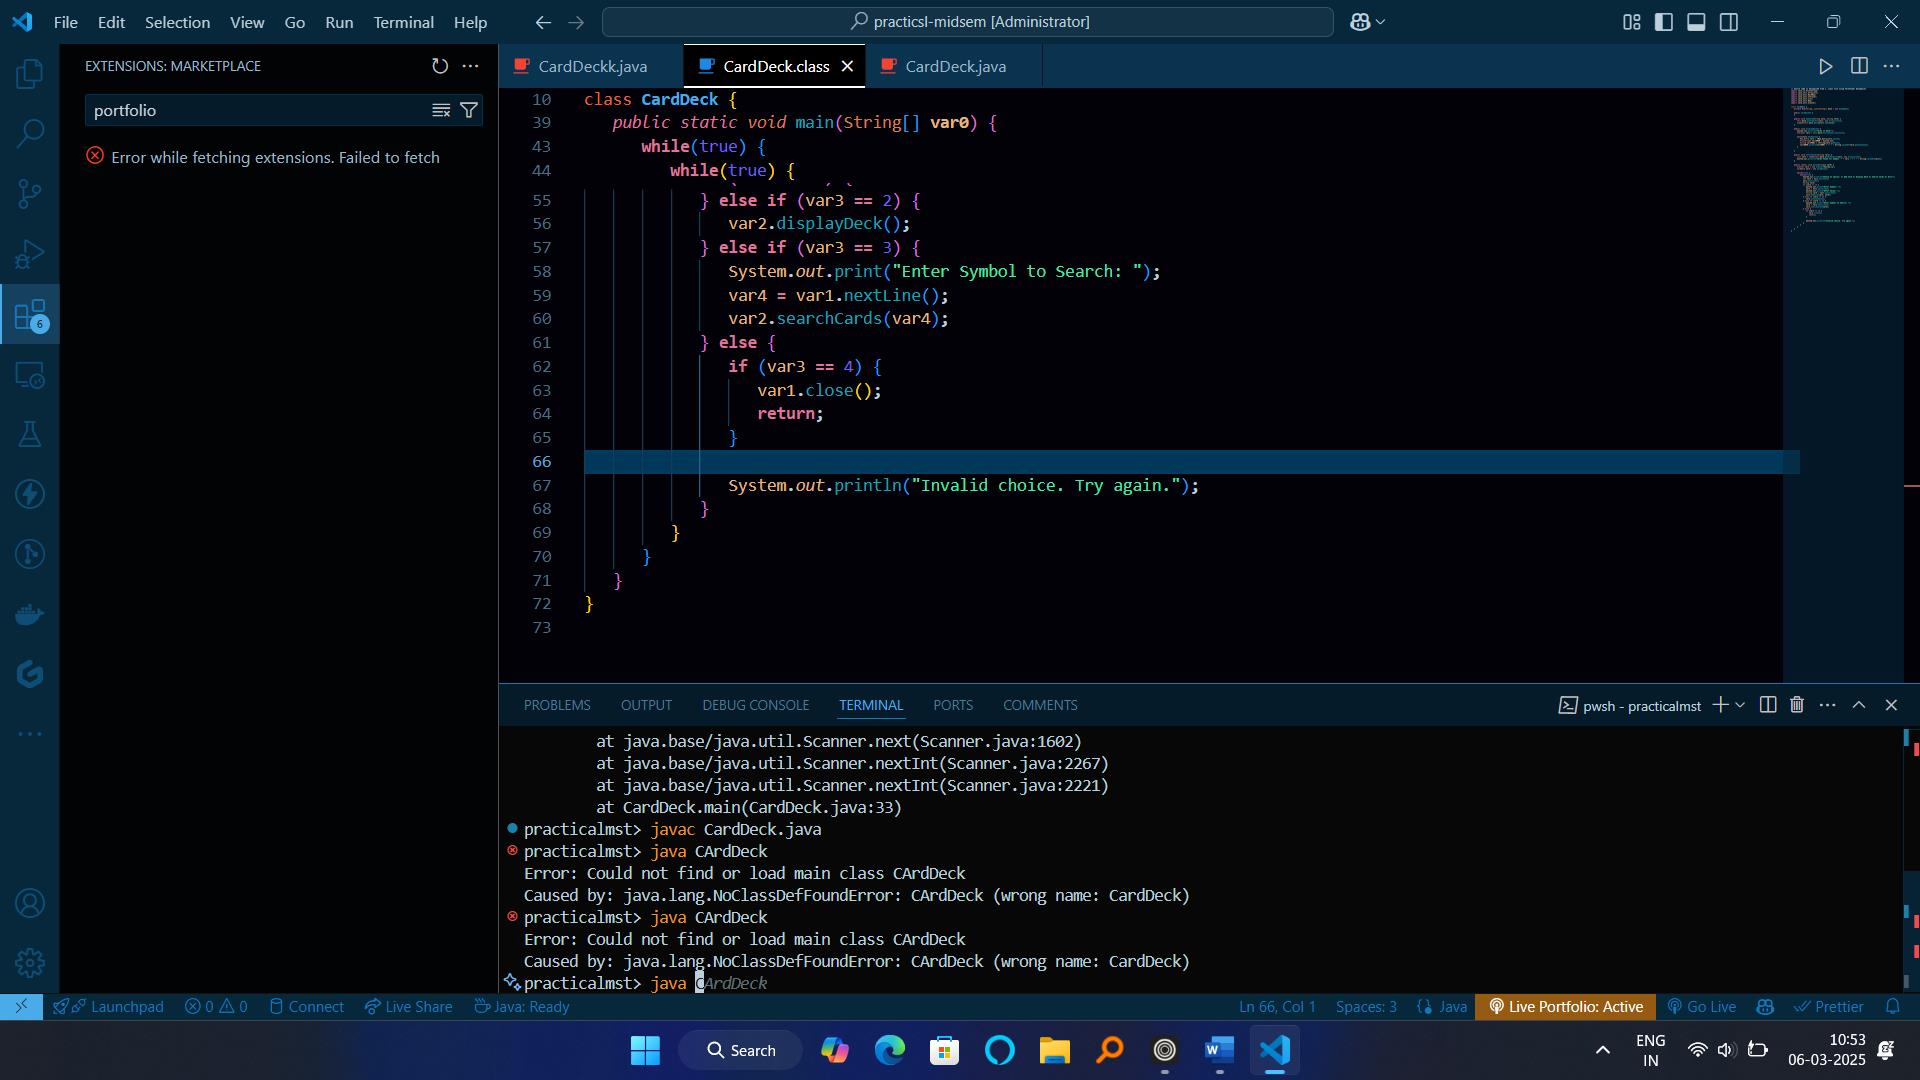 File Edit Selection View Go Run Terminal Help
practicsl-midsem [Administrator]
EXTENSIONS: MARKETPLACE
portfolio
Error while fetching extensions. Failed to fetch
6
CardDeckk.java
CardDeck.class
CardDeck.java
10 class CardDeck {
39 public static void main(String[] var0) {
43 while(true) {
44 while(true) {
55 } else if (var3 == 2) {
56 var2.displayDeck();
57 } else if (var3 == 3) {
58 System.out.print("Enter Symbol to Search: ");
59 var4 = var1.nextLine();
60 var2.searchCards(var4);
61 } else {
62 if (var3 == 4) {
63 var1.close();
64 return;
65 }
66
67 System.out.println("Invalid choice. Try again.");
68 }
69 }
70 }
71 }
72 }
73
PROBLEMS OUTPUT DEBUG CONSOLE TERMINAL PORTS COMMENTS
pwsh - practicalmst
at java.base/java.util.Scanner.next(Scanner.java:1602)
at java.base/java.util.Scanner.nextInt(Scanner.java:2267)
at java.base/java.util.Scanner.nextInt(Scanner.java:2221)
at CardDeck.main(CardDeck.java:33)
practicalmst> javac CardDeck.java
practicalmst> java CArdDeck
Error: Could not find or load main class CArdDeck
Caused by: java.lang.NoClassDefFoundError: CArdDeck (wrong name: CardDeck)
practicalmst> java CArdDeck
Error: Could not find or load main class CArdDeck
Caused by: java.lang.NoClassDefFoundError: CArdDeck (wrong name: CardDeck)
practicalmst> java CArdDeck
Launchpad 0 0 Connect Live Share Java: Ready
Ln 66, Col 1 Spaces: 3 {} Java Live Portfolio: Active Go Live Prettier
Search
ENG
IN
10:53
06-03-2025